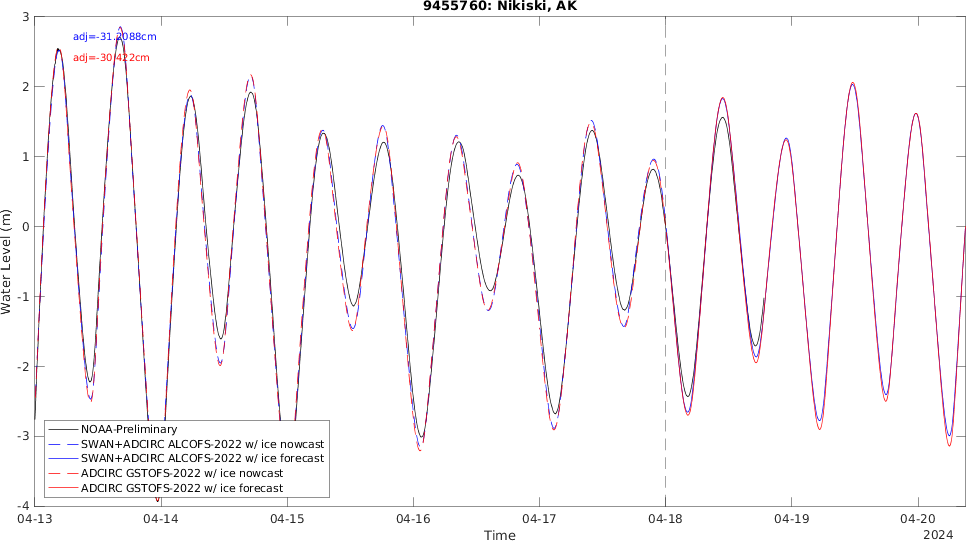 9455760: Nikiski, AK
3
adj=-31.2088cm
adj=-30.422cm
2
1
0
Water Level (m)
-1
-2
-3
-4
NOAA-Preliminary
SWAN+ADCIRC ALCOFS-2022 w/ ice nowcast
SWAN+ADCIRC ALCOFS-2022 w/ ice forecast
ADCIRC GSTOFS-2022 w/ ice nowcast
ADCIRC GSTOFS-2022 w/ ice forecast
04-13 04-14 04-15 04-16 04-17 04-18 04-19 04-20
Time
2024